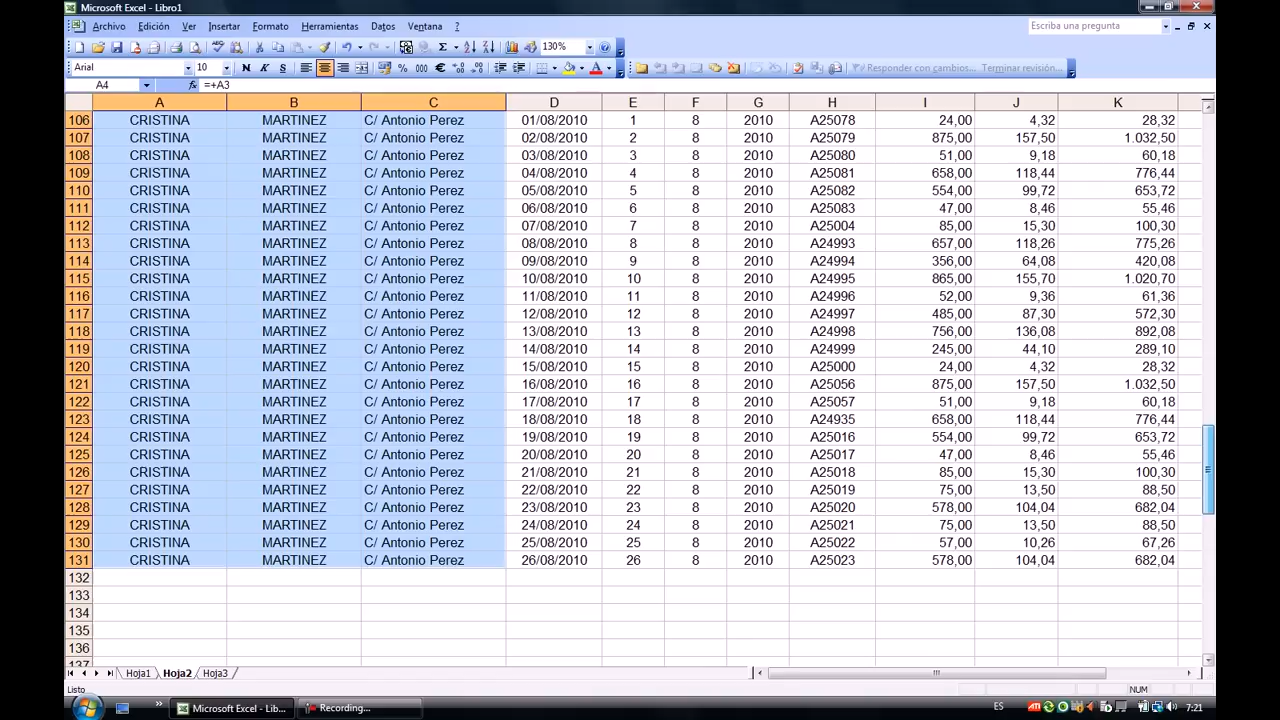 Microsoft Excel - Libro1
Archivo Edición Ver Insertar Formato Herramientas Datos Ventana ? Escriba una pregunta
130%
Arial 10 N K S € Responder con cambios... Terminar revisión...
A4 fx =+A3
A B C D E F G H I J K
106 CRISTINA MARTINEZ C/ Antonio Perez 01/08/2010 1 8 2010 A25078 24,00 4,32 28,32
107 CRISTINA MARTINEZ C/ Antonio Perez 02/08/2010 2 8 2010 A25079 875,00 157,50 1.032,50
108 CRISTINA MARTINEZ C/ Antonio Perez 03/08/2010 3 8 2010 A25080 51,00 9,18 60,18
109 CRISTINA MARTINEZ C/ Antonio Perez 04/08/2010 4 8 2010 A25081 658,00 118,44 776,44
110 CRISTINA MARTINEZ C/ Antonio Perez 05/08/2010 5 8 2010 A25082 554,00 99,72 653,72
111 CRISTINA MARTINEZ C/ Antonio Perez 06/08/2010 6 8 2010 A25083 47,00 8,46 55,46
112 CRISTINA MARTINEZ C/ Antonio Perez 07/08/2010 7 8 2010 A25004 85,00 15,30 100,30
113 CRISTINA MARTINEZ C/ Antonio Perez 08/08/2010 8 8 2010 A24993 657,00 118,26 775,26
114 CRISTINA MARTINEZ C/ Antonio Perez 09/08/2010 9 8 2010 A24994 356,00 64,08 420,08
115 CRISTINA MARTINEZ C/ Antonio Perez 10/08/2010 10 8 2010 A24995 865,00 155,70 1.020,70
116 CRISTINA MARTINEZ C/ Antonio Perez 11/08/2010 11 8 2010 A24996 52,00 9,36 61,36
117 CRISTINA MARTINEZ C/ Antonio Perez 12/08/2010 12 8 2010 A24997 485,00 87,30 572,30
118 CRISTINA MARTINEZ C/ Antonio Perez 13/08/2010 13 8 2010 A24998 756,00 136,08 892,08
119 CRISTINA MARTINEZ C/ Antonio Perez 14/08/2010 14 8 2010 A24999 245,00 44,10 289,10
120 CRISTINA MARTINEZ C/ Antonio Perez 15/08/2010 15 8 2010 A25000 24,00 4,32 28,32
121 CRISTINA MARTINEZ C/ Antonio Perez 16/08/2010 16 8 2010 A25056 875,00 157,50 1.032,50
122 CRISTINA MARTINEZ C/ Antonio Perez 17/08/2010 17 8 2010 A25057 51,00 9,18 60,18
123 CRISTINA MARTINEZ C/ Antonio Perez 18/08/2010 18 8 2010 A24935 658,00 118,44 776,44
124 CRISTINA MARTINEZ C/ Antonio Perez 19/08/2010 19 8 2010 A25016 554,00 99,72 653,72
125 CRISTINA MARTINEZ C/ Antonio Perez 20/08/2010 20 8 2010 A25017 47,00 8,46 55,46
126 CRISTINA MARTINEZ C/ Antonio Perez 21/08/2010 21 8 2010 A25018 85,00 15,30 100,30
127 CRISTINA MARTINEZ C/ Antonio Perez 22/08/2010 22 8 2010 A25019 75,00 13,50 88,50
128 CRISTINA MARTINEZ C/ Antonio Perez 23/08/2010 23 8 2010 A25020 578,00 104,04 682,04
129 CRISTINA MARTINEZ C/ Antonio Perez 24/08/2010 24 8 2010 A25021 75,00 13,50 88,50
130 CRISTINA MARTINEZ C/ Antonio Perez 25/08/2010 25 8 2010 A25022 57,00 10,26 67,26
131 CRISTINA MARTINEZ C/ Antonio Perez 26/08/2010 26 8 2010 A25023 578,00 104,04 682,04
132
133
134
135
136
137
Hoja1 Hoja2 Hoja3
Listo NUM
Microsoft Excel - Lib... Recording... ES 7:21